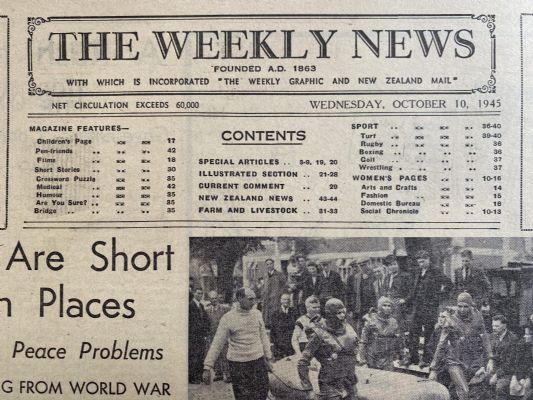 THE WEEKLY NEWS
FOUNDED A.D. 1863
WITH WHICH IS INCORPORATED "THE WEEKLY GRAPHIC AND NEW ZEALAND MAIL"
NET CIRCULATION EXCEEDS 60,000
WEDNESDAY, OCTOBER 10, 1945
MAGAZINE FEATURES—
Children's Page .. .. 17
Pen-friends .. .. 42
Films .. .. 18
Short Stories .. .. 30
Crossword Puzzle .. 35
Medical .. .. 42
Humour .. .. 35
Are You Sure? .. .. 35
Bridge .. .. 35
CONTENTS
SPECIAL ARTICLES .. 5-9, 19, 20
ILLUSTRATED SECTION .. 21-28
CURRENT COMMENT .. 29
NEW ZEALAND NEWS .. 43-44
FARM AND LIVESTOCK .. 31-33
SPORT .. .. .. 36-40
Turf .. .. .. 39-40
Rugby .. .. .. 36
Boxing .. .. .. 36
Golf .. .. .. 37
Wrestling .. .. .. 37
WOMEN'S PAGES .. 10-16
Arts and Crafts .. 14
Fashion .. .. 15
Domestic Bureau .. 16
Social Chronicle .. 10-13
Are Short
n Places
Peace Problems
G FROM WORLD WAR